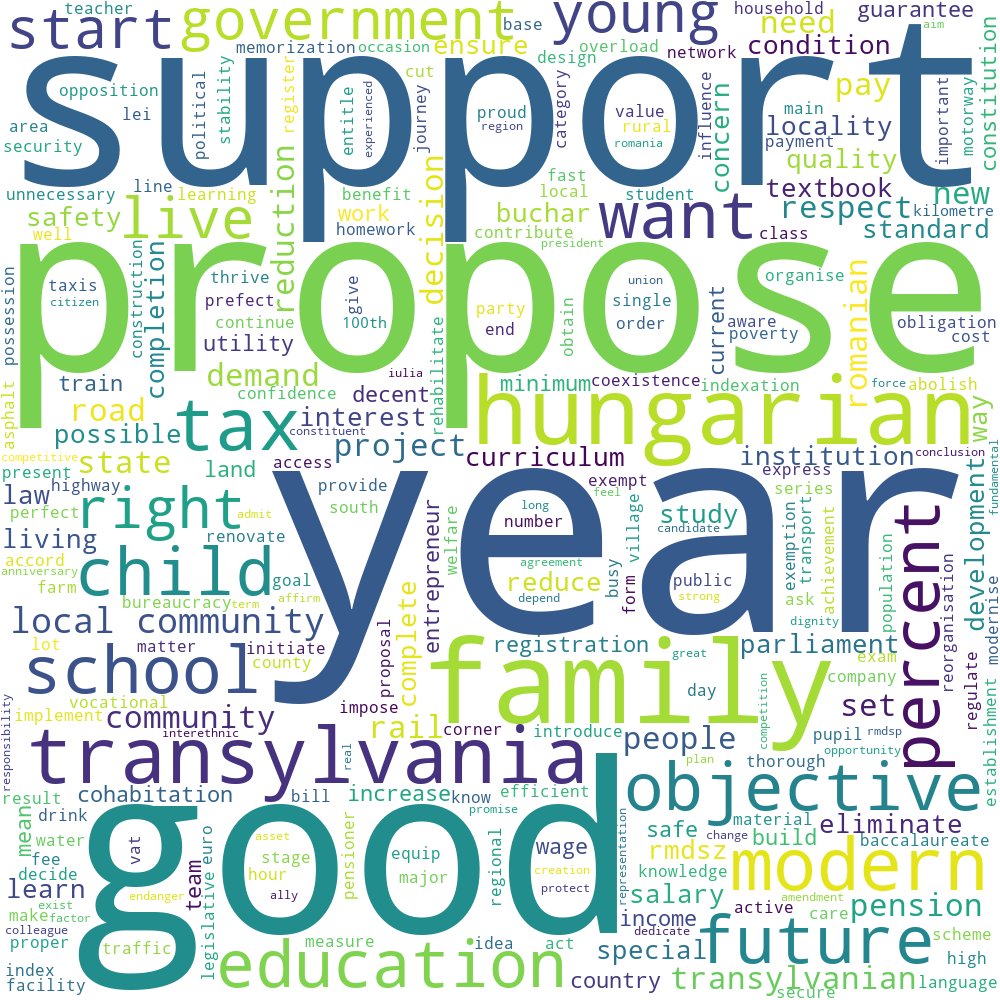 support
propose
year
good
family
hungarian
transylvania
school
child
right
tax
start
government
young
want
live
education
future
modern
objective
percent
local community
community
people
teacher
memorization
occasion
base
household
guarantee
need
ensure
design
overload
network
condition
opposition
lei
political
stability
register
cut
journey
entitle
experienced
proud
region
category
value
rural
romania
influence
concern
main
pay
locality
payment
important
motorway
constitution
aim
area
security
unnecessary
line
learning
benefit
fast
local
student
quality
textbook
new
safety
well
reduction
work
homework
decision
buchar
contribute
president
class
respect
kilometre
standard
possession
construction
completion
taxis
citizen
thrive
prefect
continue
utility
give
100th
party
end
union
single
order
obtain
organise
aware
poverty
current
romanian
obligation
cost
asphalt
train
road
possible
demand
confidence
iulia
decent
interest
constituent
rehabilitate
minimum
coexistence
indexation
force
abolish
way
competitive
present
state
land
access
project
curriculum
institution
conclusion
law
highway
perfect
provide
south
exempt
express
series
fundamental
living
renovate
admit
number
entrepreneur
welfare
long
feel
study
candidate
village
accord
anniversary
farm
bureaucracy
term
goal
affirm
agreement
reduce
depend
busy
form
public
strong
exemption
transport
ask
achievement
dignity
population
development
modernise
reorganisation
lot
matter
initiate
county
proposal
complete
registration
great
parliament
exam
regulate
establishment
vocational
implement
impose
rail
corner
introduce
day
company
set
interethnic
responsibility
real
competition
plan
pupil
rmdsp
opportunity
thorough
result
cohabitation
bill
increase
know
efficient
promise
mean
drink
water
fee
decide
vat
euro
asset
stage
hour
pensioner
equip
major
regional
wage
creation
protect
representation
safe
material
change
build
eliminate
baccalaureate
rmdsz
knowledge
salary
amendment
learn
exist
endanger
team
ally
make
factor
colleague
proper
traffic
legislative
measure
idea
act
income
dedicate
active
care
pension
scheme
index
facility
country
special
transylvanian
secure
high
language